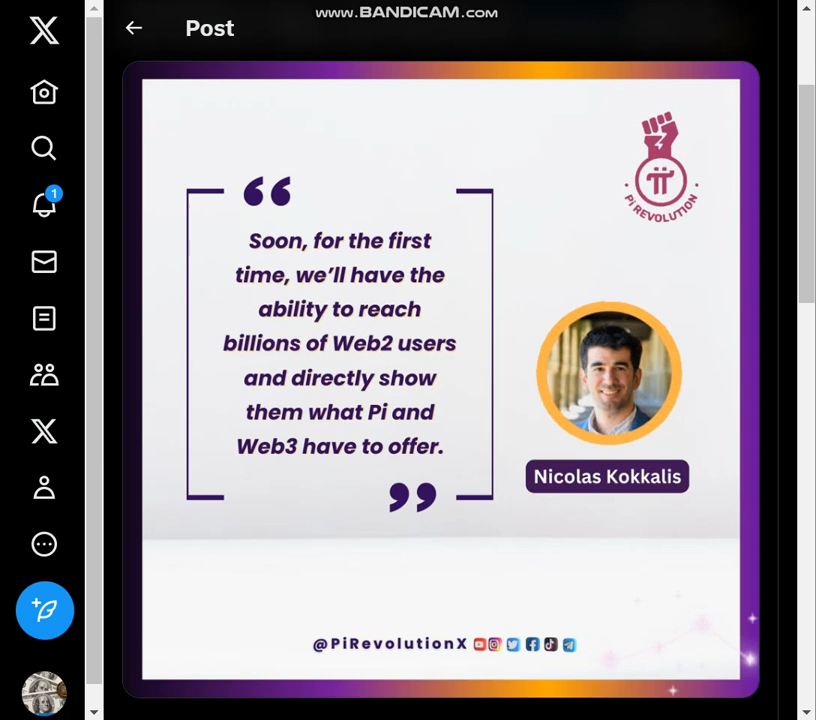 www.BANDICAM.com
Post
1
Pi REVOLUTION
“
Soon, for the first
time, we’ll have the
ability to reach
billions of Web2 users
and directly show
them what Pi and
Web3 have to offer.
”
Nicolas Kokkalis
@PiRevolutionX